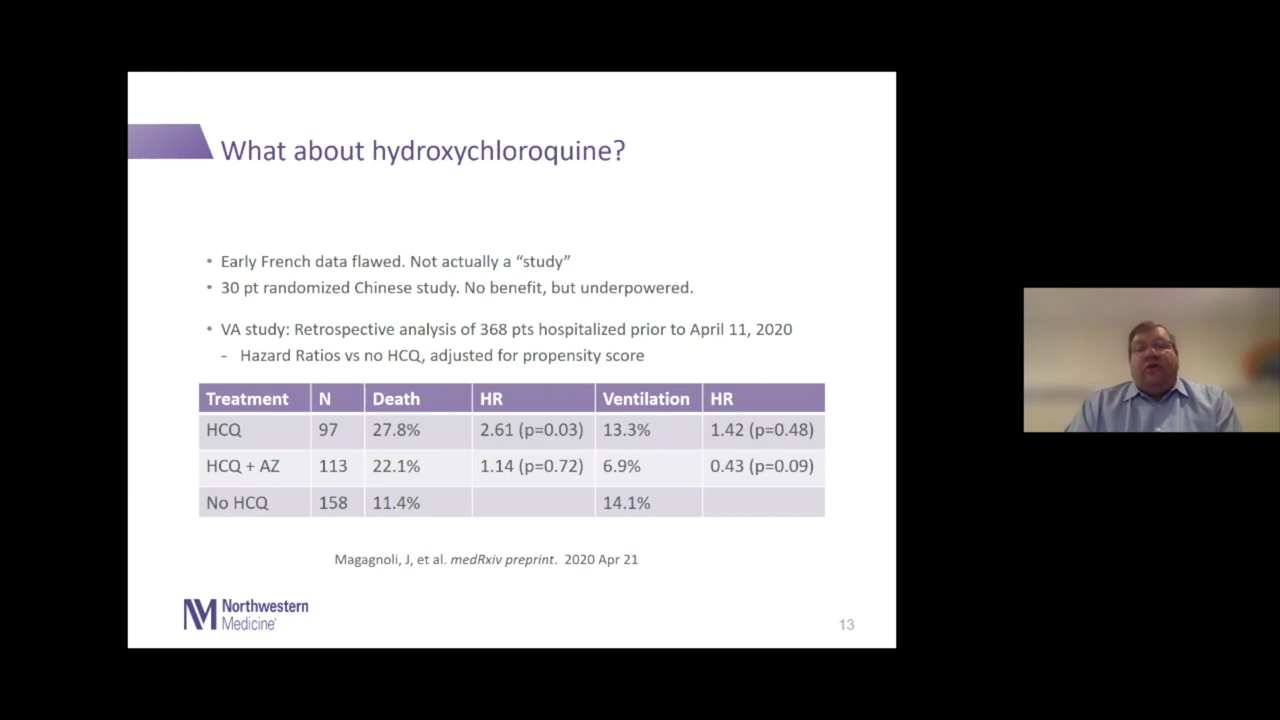 What about hydroxychloroquine?
• Early French data flawed. Not actually a “study”
• 30 pt randomized Chinese study. No benefit, but underpowered.
• VA study: Retrospective analysis of 368 pts hospitalized prior to April 11, 2020
- Hazard Ratios vs no HCQ, adjusted for propensity score
Treatment N Death HR Ventilation HR
HCQ 97 27.8% 2.61 (p=0.03) 13.3% 1.42 (p=0.48)
HCQ + AZ 113 22.1% 1.14 (p=0.72) 6.9% 0.43 (p=0.09)
No HCQ 158 11.4% 14.1%
Magagnoli, J, et al. medRxiv preprint. 2020 Apr 21
NM Northwestern
Medicine
13